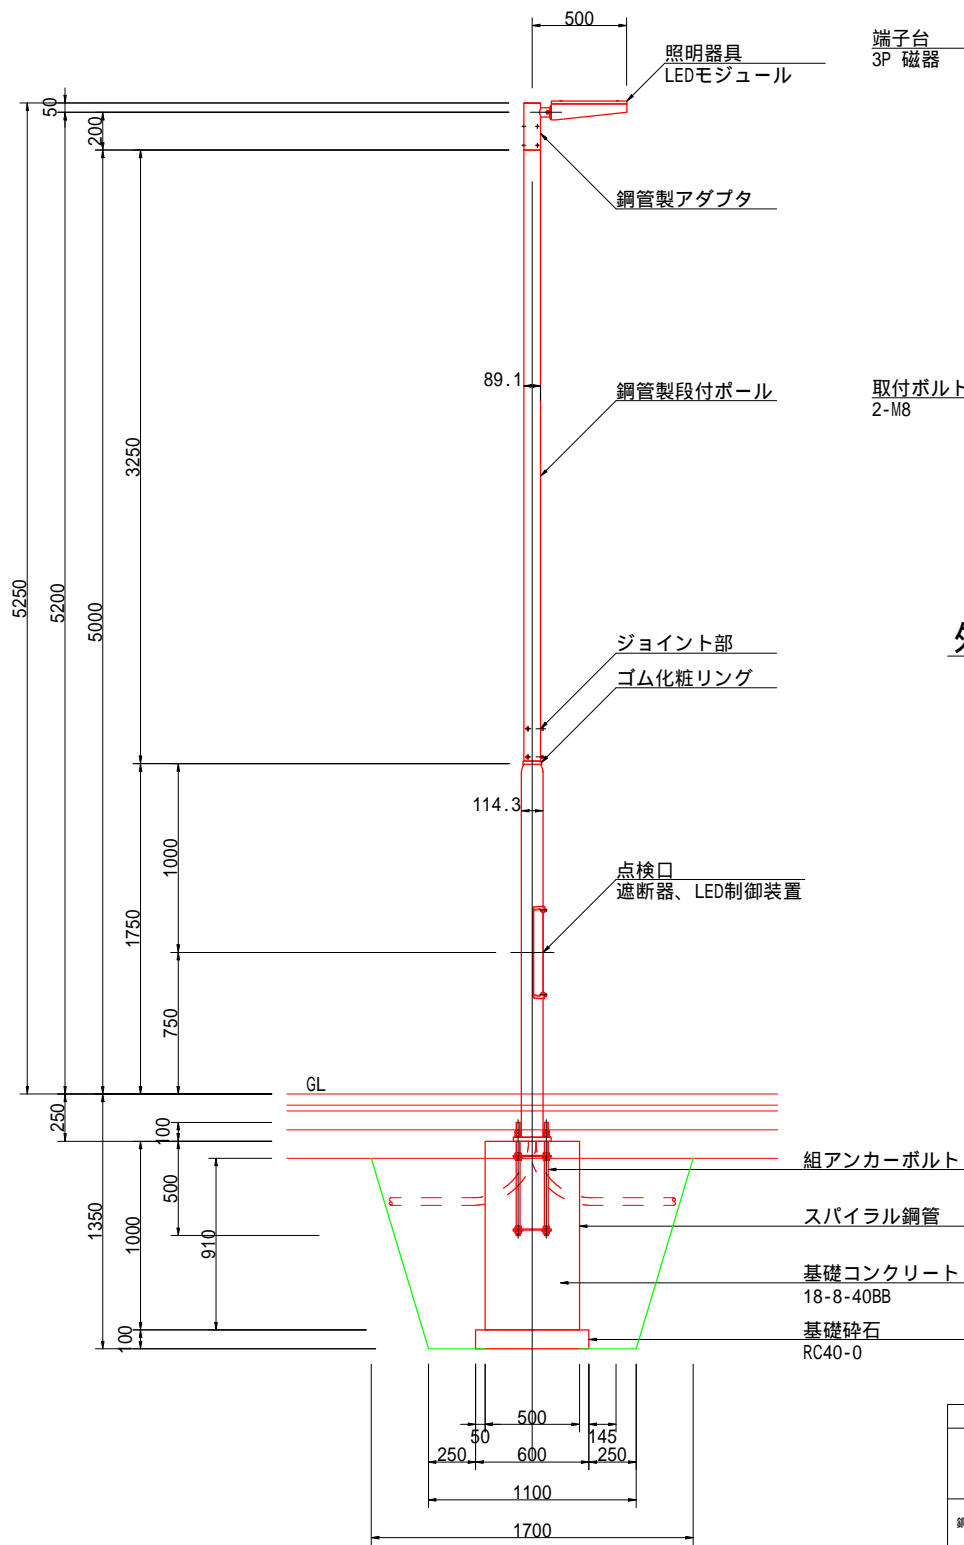 500
照明器具
LEDモジュール
端子台
3P 磁器
50
200
鋼管製アダプタ
89.1
鋼管製段付ポール
取付ボルト
2-M8
3250
5250
5200
5000
ジョイント部
ゴム化粧リング
114.3
1000
点検口
遮断器、LED制御装置
1750
750
GL
250
100
組アンカーボルト
500
スパイラル鋼管
1350
1000
910
基礎コンクリート
18-8-40BB
基礎砕石
RC40-0
100
500
50
145
250
600
250
1100
1700